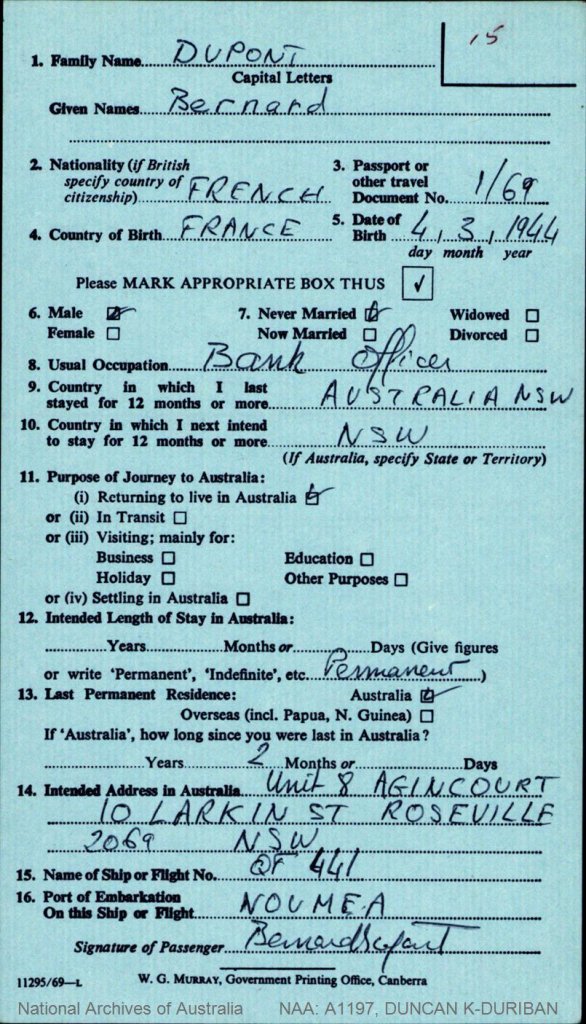 15
1. Family Name DUPONT
Capital Letters
Given Names Bernard
2. Nationality (if British specify country of citizenship) FRENCH
3. Passport or other travel Document No. 1/69
4. Country of Birth FRANCE
5. Date of Birth 4, 3, 1944
day month year
Please MARK APPROPRIATE BOX THUS ✓
6. Male ☑ 7. Never Married ☑ Widowed ☐
Female ☐ Now Married ☐ Divorced ☐
8. Usual Occupation Bank Officer
9. Country in which I last
stayed for 12 months or more AUSTRALIA NSW
10. Country in which I next intend
to stay for 12 months or more NSW
(If Australia, specify State or Territory)
11. Purpose of Journey to Australia:
(i) Returning to live in Australia ☑
or (ii) In Transit ☐
or (iii) Visiting; mainly for:
Business ☐ Education ☐
Holiday ☐ Other Purposes ☐
or (iv) Settling in Australia ☐
12. Intended Length of Stay in Australia:
Years Months or Days (Give figures
or write 'Permanent', 'Indefinite', etc. Permanent )
13. Last Permanent Residence: Australia ☑
Overseas (incl. Papua, N. Guinea) ☐
If 'Australia', how long since you were last in Australia?
Years 2 Months or Days
14. Intended Address in Australia Unit 8 AGINCOURT
10 LARKIN ST ROSEVILLE
2069 NSW
15. Name of Ship or Flight No. QF 441
16. Port of Embarkation
On this Ship or Flight NOUMEA
Signature of Passenger Bernard Dupont
11295/69—L W. G. MURRAY, Government Printing Office, Canberra
National Archives of Australia NAA: A1197, DUNCAN K-DURIBAN